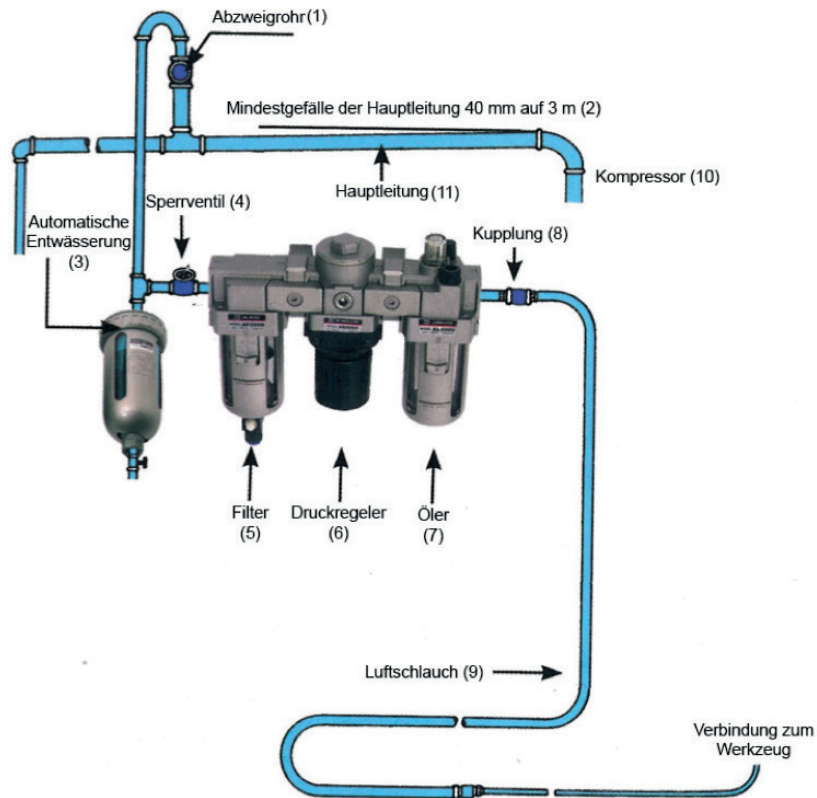 Abzweigrohr (1)
Mindestgefälle der Hauptleitung 40 mm auf 3 m (2)
Kompressor (10)
Hauptleitung (11)
Sperrventil (4)
Automatische
Entwässerung
(3)
Kupplung (8)
Filter
(5)
Druckregeler
(6)
Öler
(7)
Luftschlauch (9)
Verbindung zum
Werkzeug